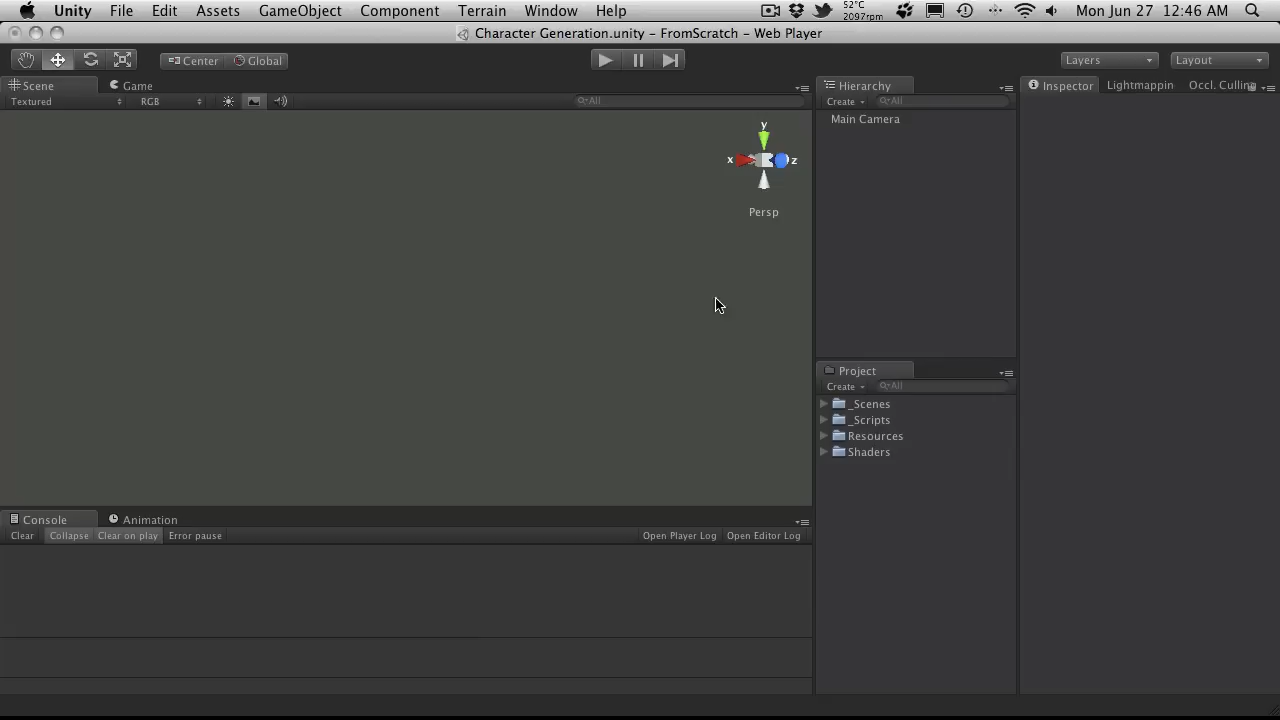 Unity File Edit Assets GameObject Component Terrain Window Help 52°C 2097rpm Mon Jun 27 12:46 AM
Character Generation.unity – FromScratch – Web Player
Center Global Layers Layout
Scene Game
Textured RGB All
y
x z
Persp
Hierarchy
Create All
Main Camera
Inspector Lightmappin Occl. Culling
Project
Create All
_Scenes
_Scripts
Resources
Shaders
Console Animation
Clear Collapse Clear on play Error pause Open Player Log Open Editor Log